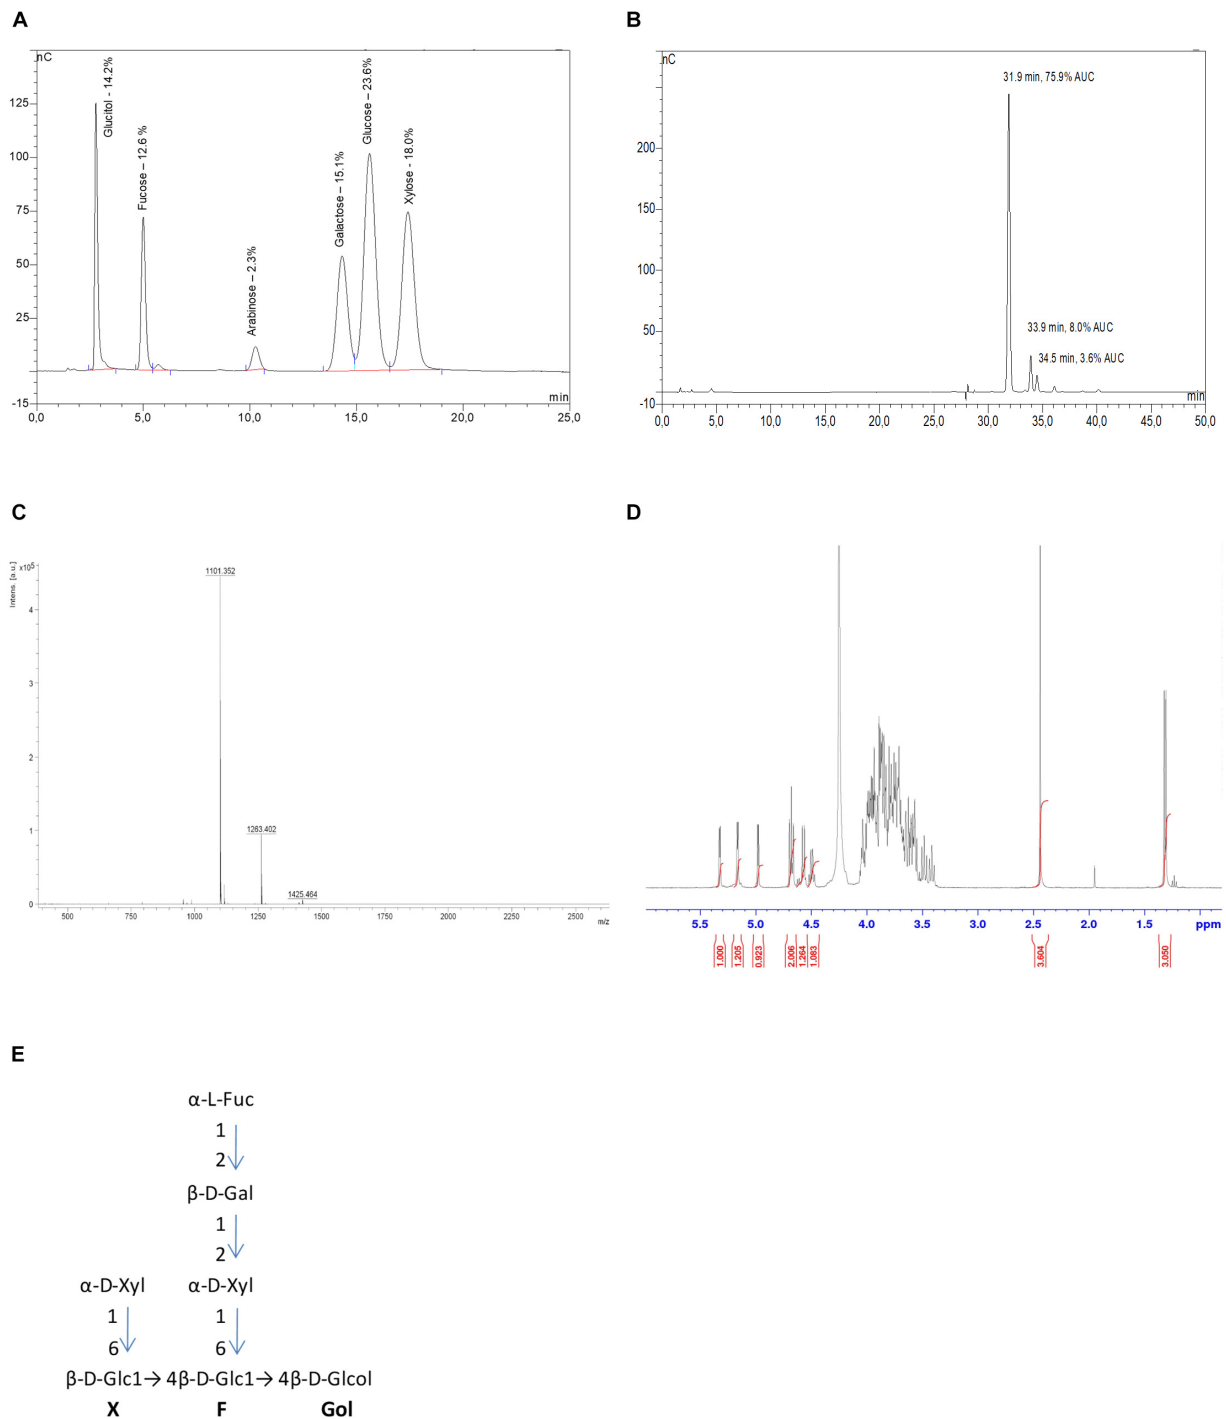 A
nC
125
100
75
50
25
-15
0,0 5,0 10,0 15,0 20,0 25,0
min
Glucitol - 14.2%
Fucose – 12.6 %
Arabinose – 2.3%
Galactose – 15.1%
Glucose – 23.6%
Xylose - 18.0%
B
nC
200
150
100
50
-10
0,0 5,0 10,0 15,0 20,0 25,0 30,0 35,0 40,0 45,0 50,0
min
31.9 min, 75.9% AUC
33.9 min, 8.0% AUC
34.5 min, 3.6% AUC
C
Intens. [a.u.]
x10⁵
4
3
2
1
0
1101.352
1263.402
1425.464
500 750 1000 1250 1500 1750 2000 2250 2500
m/z
D
5.5 5.0 4.5 4.0 3.5 3.0 2.5 2.0 1.5 ppm
1.000 1.205 0.923 2.006 1.264 1.083 3.604 3.050
E
α-L-Fuc
1
2
β-D-Gal
1
2
α-D-Xyl α-D-Xyl
1 1
6 6
β-D-Glc1→ 4β-D-Glc1→ 4β-D-Glcol
X F Gol